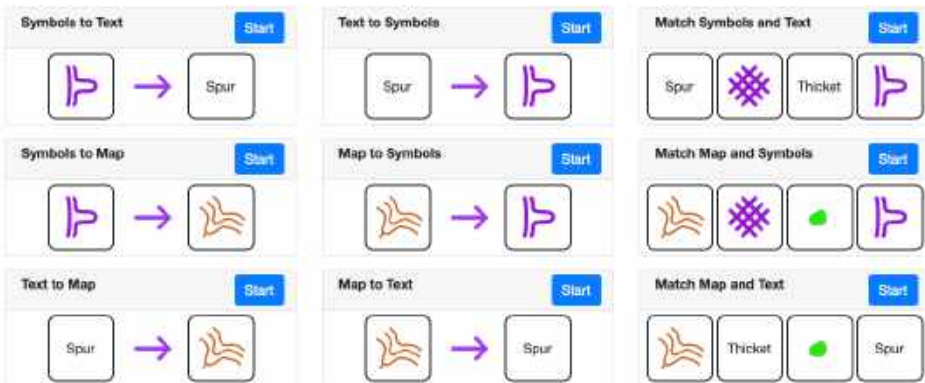 Symbols to Text
Start
Spur
Text to Symbols
Start
Spur
Match Symbols and Text
Start
Spur
Thicket
Symbols to Map
Start
Map to Symbols
Start
Match Map and Symbols
Start
Text to Map
Start
Spur
Map to Text
Start
Spur
Match Map and Text
Start
Thicket
Spur